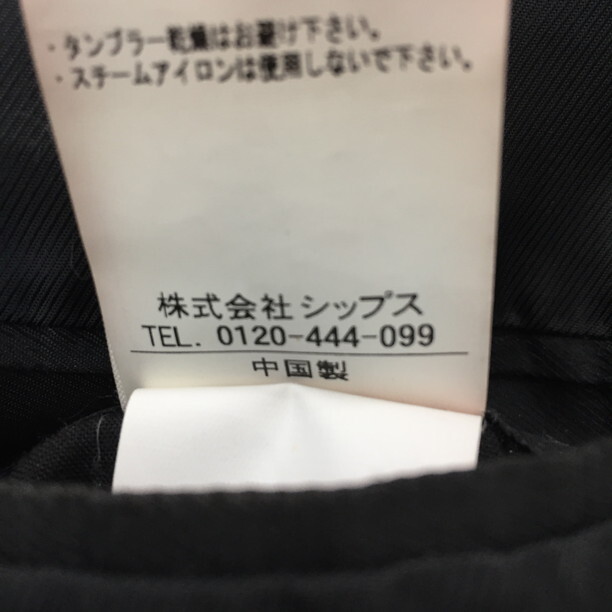 ・タンブラー乾燥はお避け下さい。
・スチームアイロンは使用しないで下さい。
株式会社 シップス
TEL. 0120-444-099
中国製